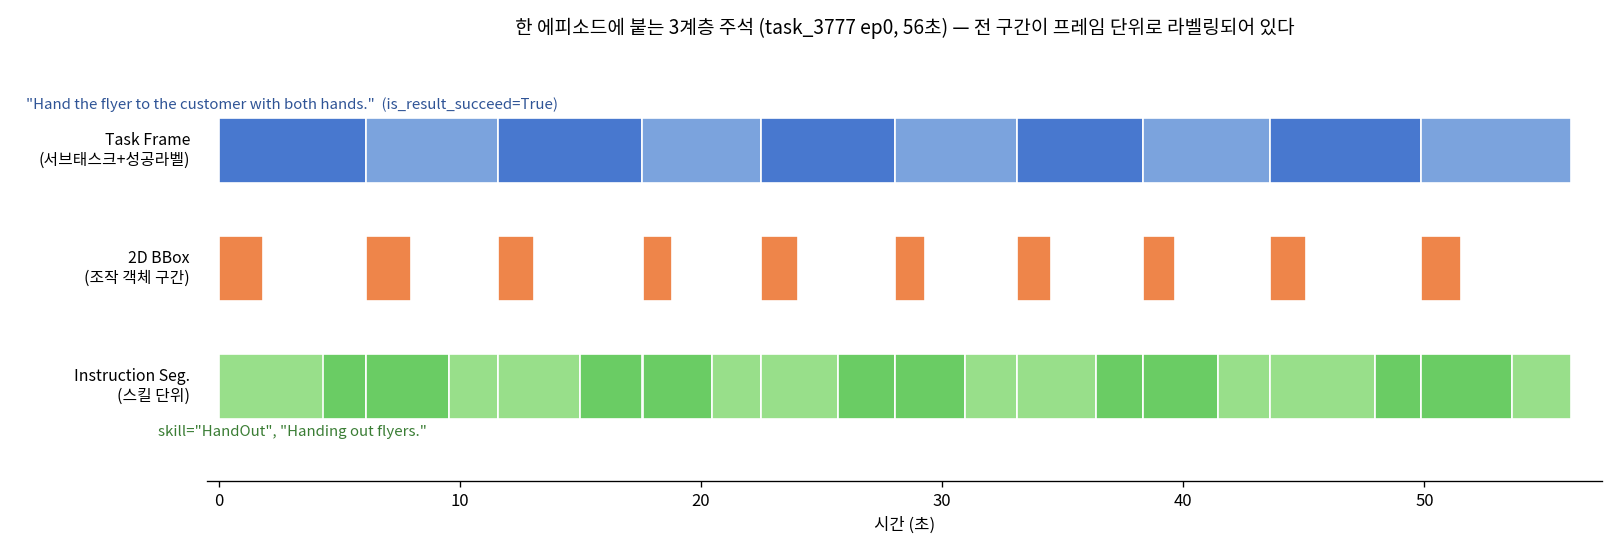 한 에피소드에 붙는 3계층 주석 (task_3777 ep0, 56초) — 전 구간이 프레임 단위로 라벨링되어 있다
"Hand the flyer to the customer with both hands."  (is_result_succeed=True)
Task Frame
(서브태스크+성공라벨)
2D BBox
(조작 객체 구간)
Instruction Seg.
(스킬 단위)
skill="HandOut", "Handing out flyers."
0 10 20 30 40 50
시간 (초)